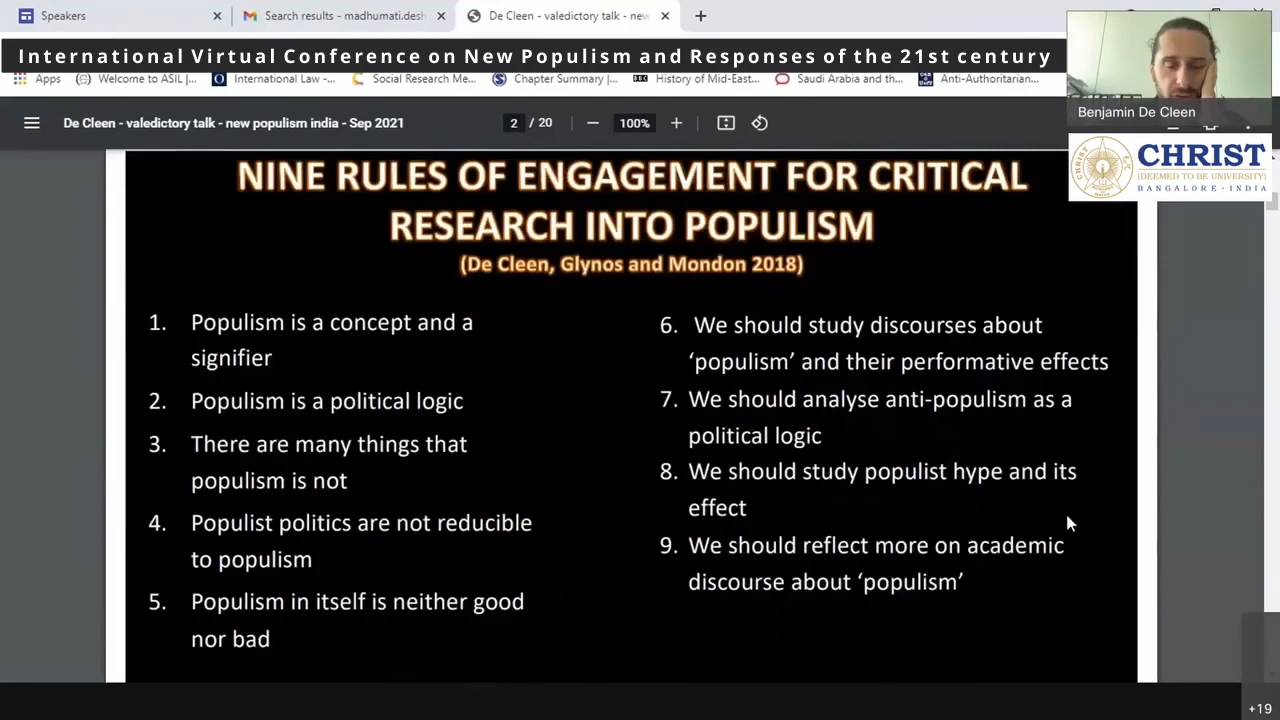 Speakers
Search results - madhumati.desh
De Cleen - valedictory talk - new
International Virtual Conference on New Populism and Responses of the 21st century
Apps
Welcome to ASIL |...
International Law -...
Social Research Me...
Chapter Summary |...
BBC
History of Mid-East...
Saudi Arabia and th...
Anti-Authoritarian...
Benjamin De Cleen
De Cleen - valedictory talk - new populism india - Sep 2021
2 / 20
100%
CHRIST
(DEEMED TO BE UNIVERSITY)
BANGALORE · INDIA
NINE RULES OF ENGAGEMENT FOR CRITICAL
RESEARCH INTO POPULISM
(De Cleen, Glynos and Mondon 2018)
1. Populism is a concept and a
signifier
2. Populism is a political logic
3. There are many things that
populism is not
4. Populist politics are not reducible
to populism
5. Populism in itself is neither good
nor bad
6. We should study discourses about
‘populism’ and their performative effects
7. We should analyse anti-populism as a
political logic
8. We should study populist hype and its
effect
9. We should reflect more on academic
discourse about ‘populism’
+19